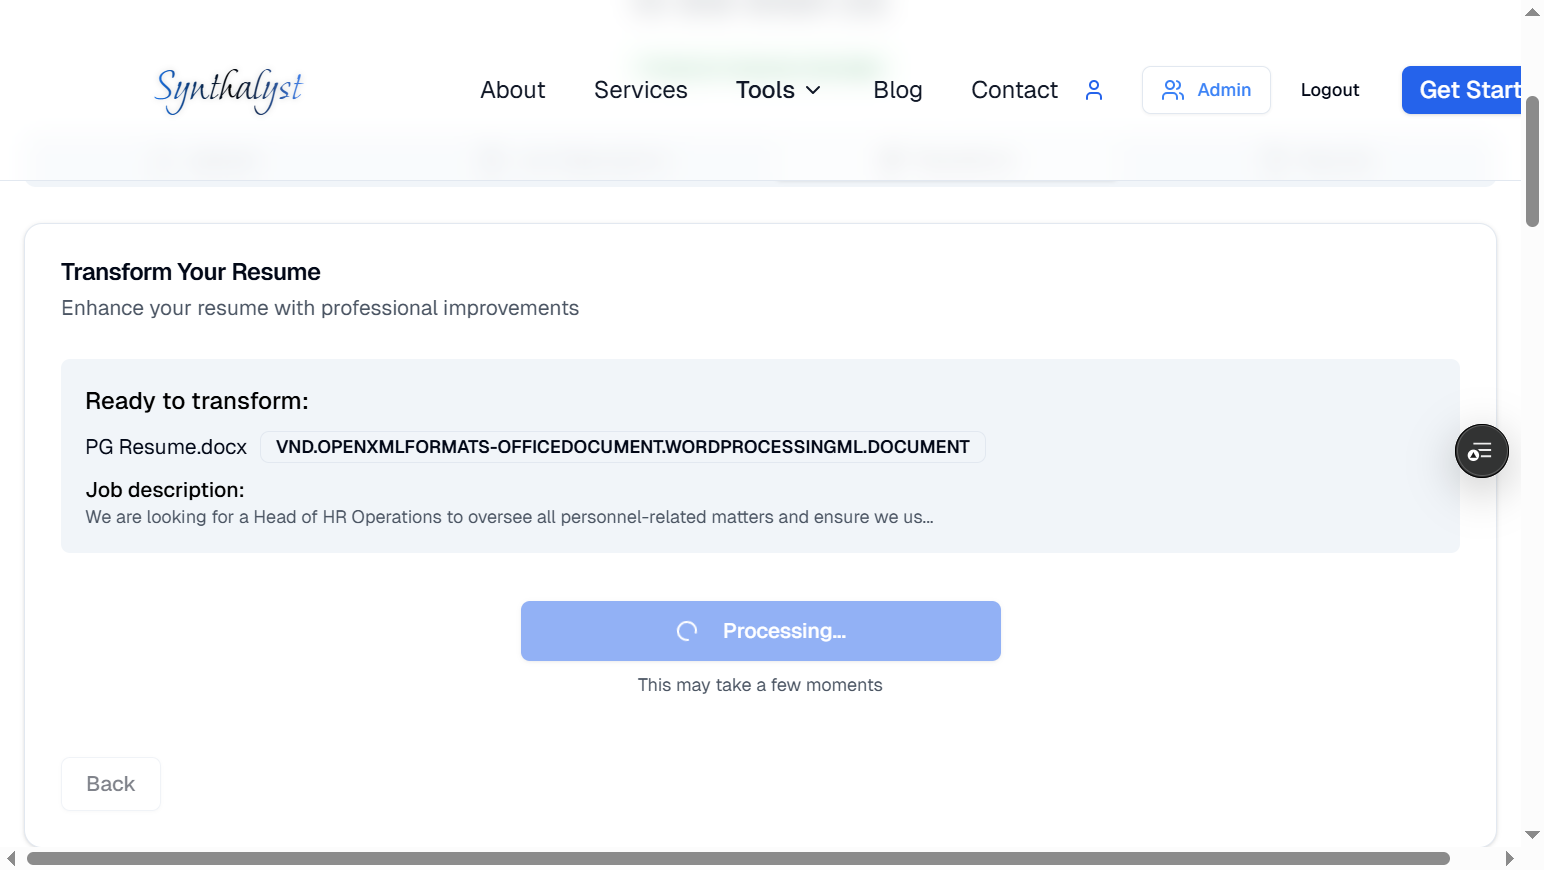 Synthalyst
About
Services
Tools
Blog
Contact
Admin
Logout
Get Start
Transform Your Resume
Enhance your resume with professional improvements
Ready to transform:
PG Resume.docx VND.OPENXMLFORMATS-OFFICEDOCUMENT.WORDPROCESSINGML.DOCUMENT
Job description:
We are looking for a Head of HR Operations to oversee all personnel-related matters and ensure we us...
Processing...
This may take a few moments
Back